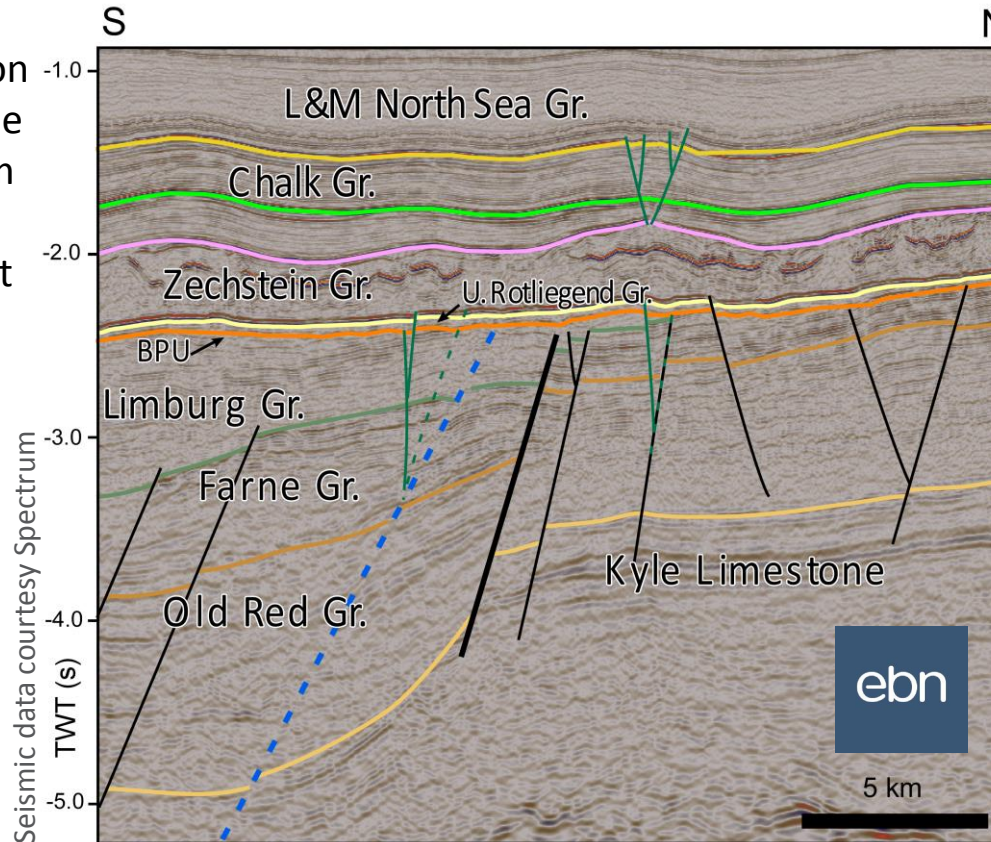 S
N
on
e
n
t
-1.0
L&M North Sea Gr.
Chalk Gr.
-2.0
Zechstein Gr.
U. Rotliegend Gr.
BPU
Limburg Gr.
-3.0
Farne Gr.
Kyle Limestone
Old Red Gr.
-4.0
TWT (s)
Seismic data courtesy Spectrum
ebn
5 km
-5.0